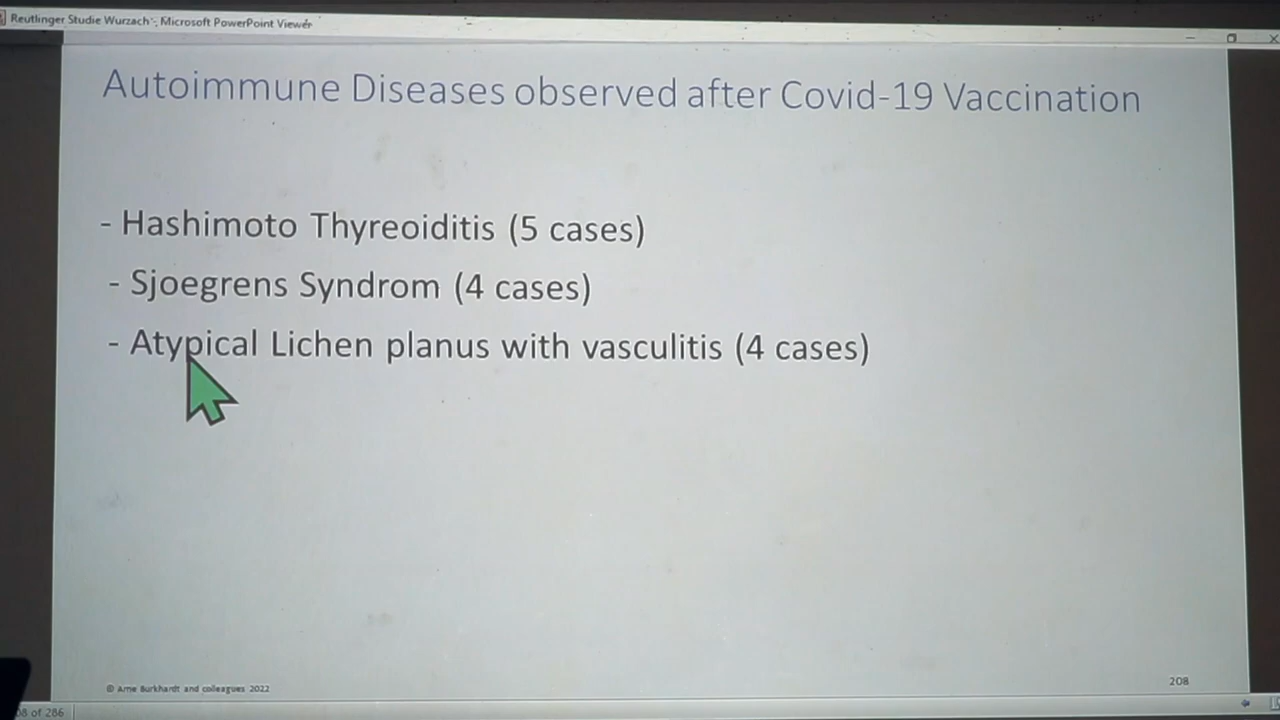 Reutlinger Studie Wurzach - Microsoft PowerPoint Viewer
Autoimmune Diseases observed after Covid-19 Vaccination
- Hashimoto Thyreoiditis (5 cases)
- Sjoegrens Syndrom (4 cases)
- Atypical Lichen planus with vasculitis (4 cases)
© Arne Burkhardt and colleagues 2022
208
of 286